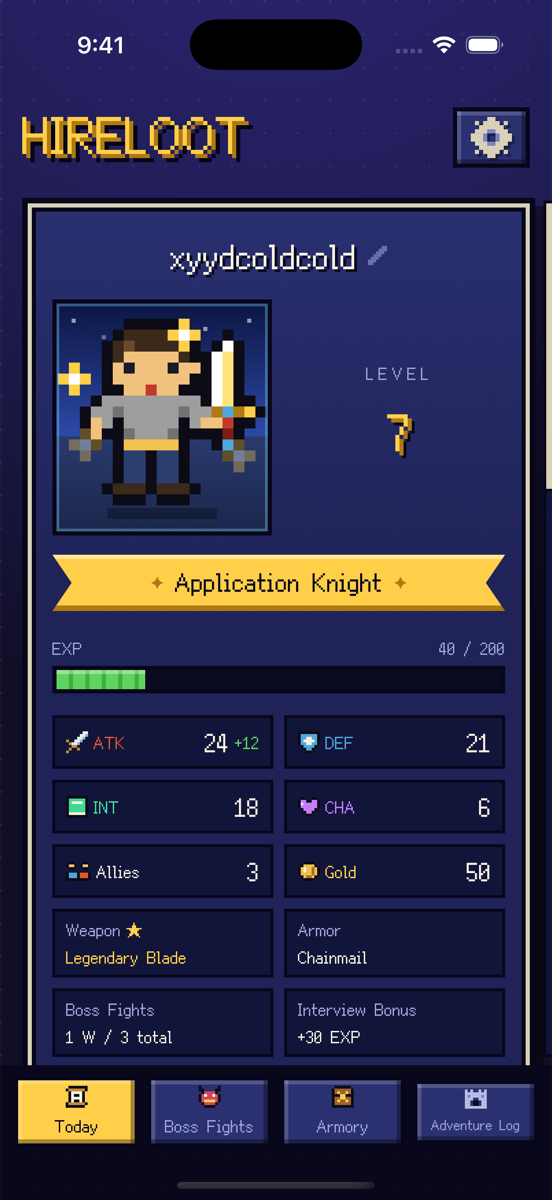 9:41
HIRELOOT
xyydcoldcold
LEVEL
7
Application Knight
EXP 40 / 200
ATK 24 +12
DEF 21
INT 18
CHA 6
Allies 3
Gold 50
Weapon
Legendary Blade
Armor
Chainmail
Boss Fights
1 W / 3 total
Interview Bonus
+30 EXP
Today
Boss Fights
Armory
Adventure Log